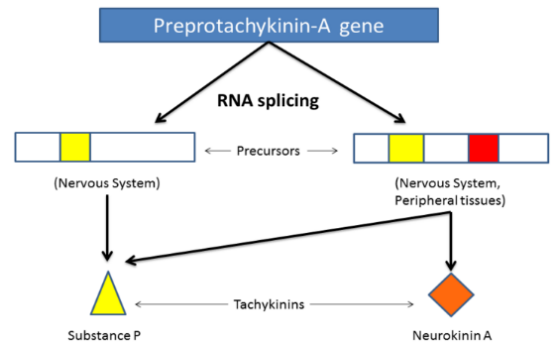 Preprotachykinin-A gene
RNA splicing
Precursors
(Nervous System)
(Nervous System,
Peripheral tissues)
Tachykinins
Substance P
Neurokinin A